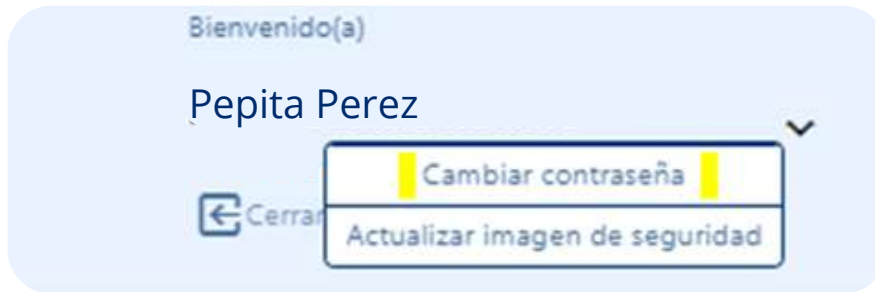 Bienvenido(a)
Pepita Perez
Cambiar contraseña
Cerrar
Actualizar imagen de seguridad